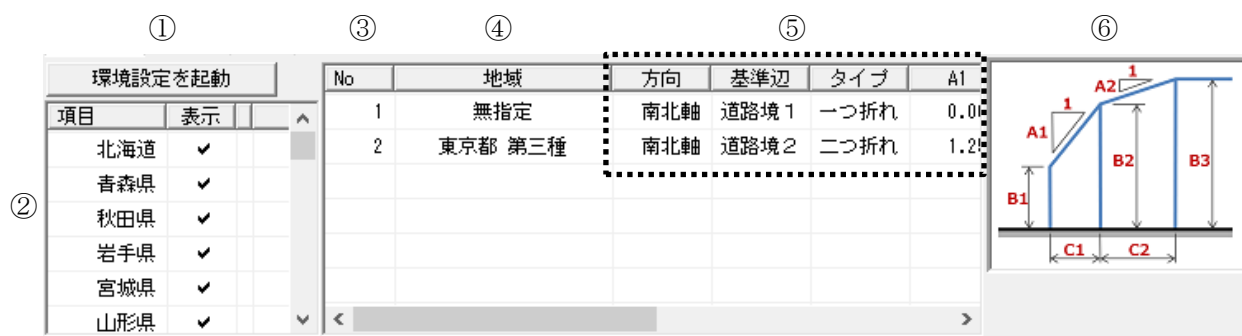 ① ③ ④ ⑤ ⑥
環境設定を起動
項目 表示
北海道 ✔
青森県 ✔
秋田県 ✔
岩手県 ✔
宮城県 ✔
山形県 ✔
②
No 地域 方向 基準辺 タイプ A1
1 無指定 南北軸 道路境1 一つ折れ 0.0
2 東京都 第三種 南北軸 道路境2 二つ折れ 1.2
1
A2
1
A1
B2
B3
B1
C1 C2